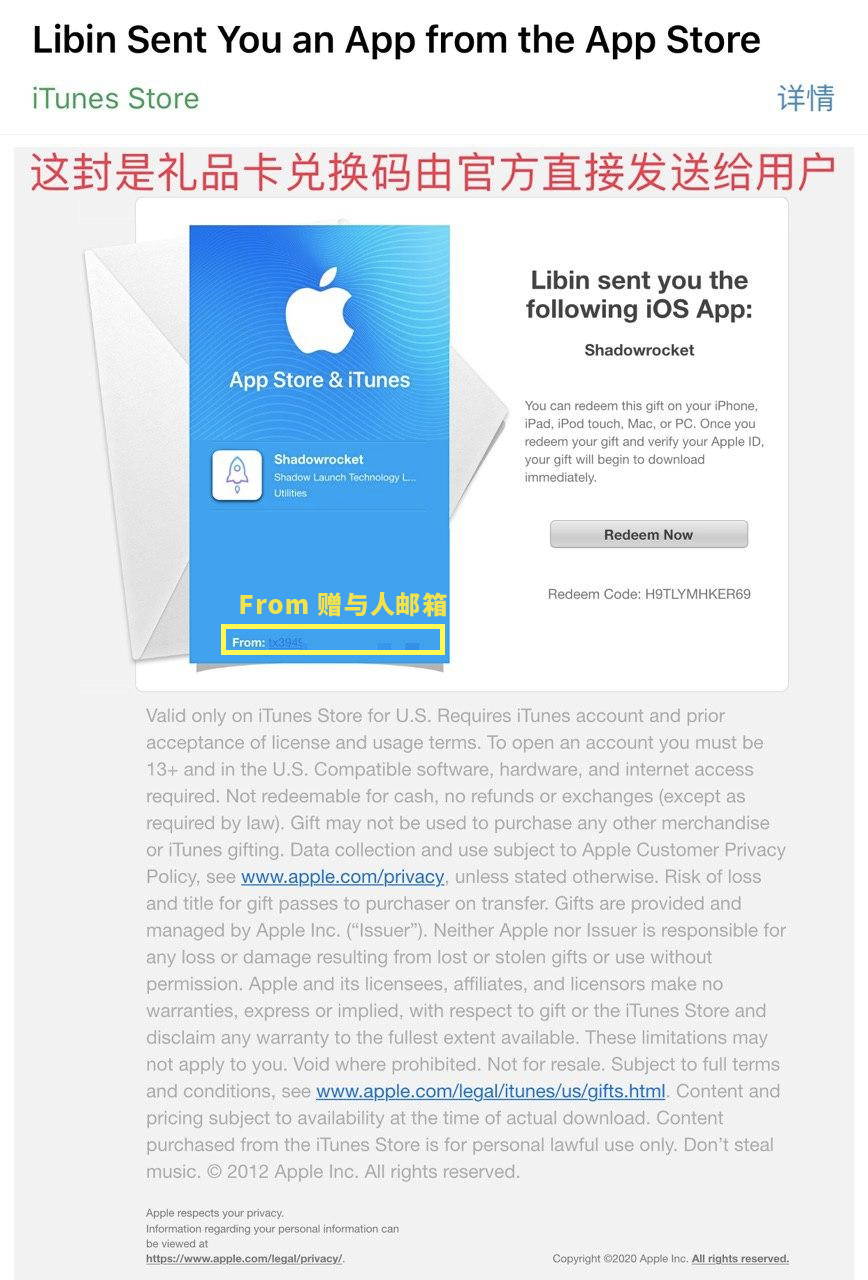 Libin Sent You an App from the App Store
iTunes Store
详情
这封是礼品卡兑换码由官方直接发送给用户
App Store & iTunes
Shadowrocket
Shadow Launch Technology L...
Utilities
From 赠与人邮箱
From: tx3945
Libin sent you the
following iOS App:
Shadowrocket
You can redeem this gift on your iPhone,
iPad, iPod touch, Mac, or PC. Once you
redeem your gift and verify your Apple ID,
your gift will begin to download
immediately.
Redeem Now
Redeem Code: H9TLYMHKER69
Valid only on iTunes Store for U.S. Requires iTunes account and prior
acceptance of license and usage terms. To open an account you must be
13+ and in the U.S. Compatible software, hardware, and internet access
required. Not redeemable for cash, no refunds or exchanges (except as
required by law). Gift may not be used to purchase any other merchandise
or iTunes gifting. Data collection and use subject to Apple Customer Privacy
Policy, see www.apple.com/privacy, unless stated otherwise. Risk of loss
and title for gift passes to purchaser on transfer. Gifts are provided and
managed by Apple Inc. (“Issuer”). Neither Apple nor Issuer is responsible for
any loss or damage resulting from lost or stolen gifts or use without
permission. Apple and its licensees, affiliates, and licensors make no
warranties, express or implied, with respect to gift or the iTunes Store and
disclaim any warranty to the fullest extent available. These limitations may
not apply to you. Void where prohibited. Not for resale. Subject to full terms
and conditions, see www.apple.com/legal/itunes/us/gifts.html. Content and
pricing subject to availability at the time of actual download. Content
purchased from the iTunes Store is for personal lawful use only. Don’t steal
music. © 2012 Apple Inc. All rights reserved.
Apple respects your privacy.
Information regarding your personal information can
be viewed at
https://www.apple.com/legal/privacy/.
Copyright ©2020 Apple Inc. All rights reserved.